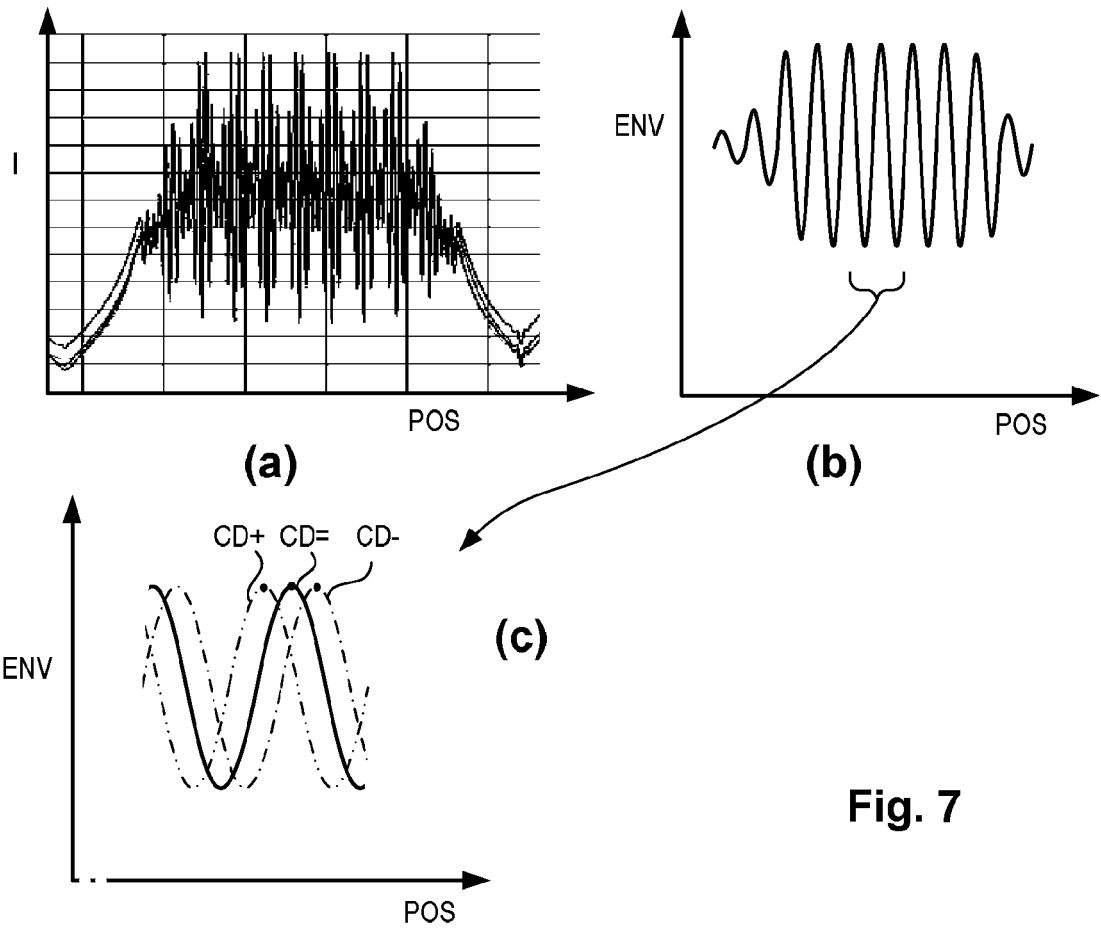 I
POS
(a)
ENV
POS
(b)
CD+ CD= CD-
ENV
(c)
POS
Fig. 7